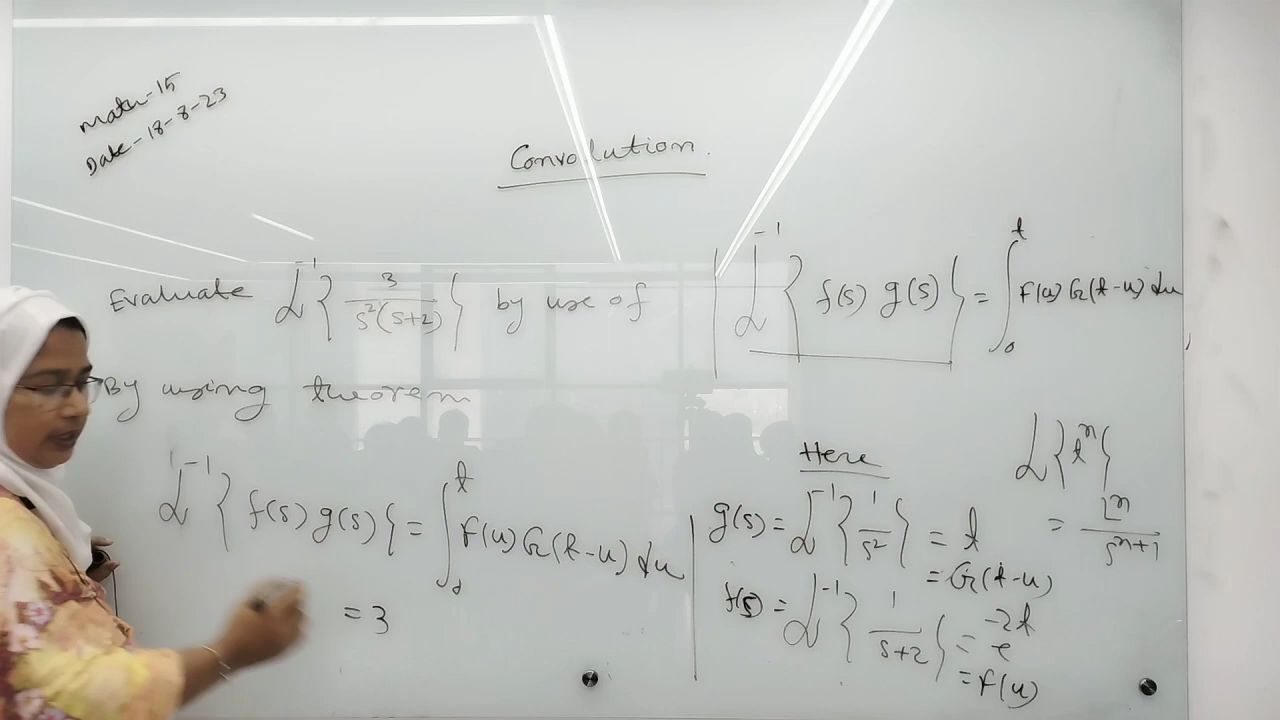 Math-15
Date-18-8-23
Convolution.
Evaluate ℒ⁻¹{ 3 / s²(s+2) } by use of
ℒ⁻¹{ f(s) g(s) } = ∫₀ᵗ F(u) G(t-u) du
By using theorem
ℒ⁻¹{ f(s) g(s) } = ∫₀ᵗ F(u) G(t-u) du
= 3
Here
g(s) = ℒ⁻¹{ 1 / s² } = t
= G(t-u)
f(s) = ℒ⁻¹{ 1 / s+2 } = e^-2t
= F(u)
ℒ{tⁿ}
= ⌊n / sⁿ⁺¹